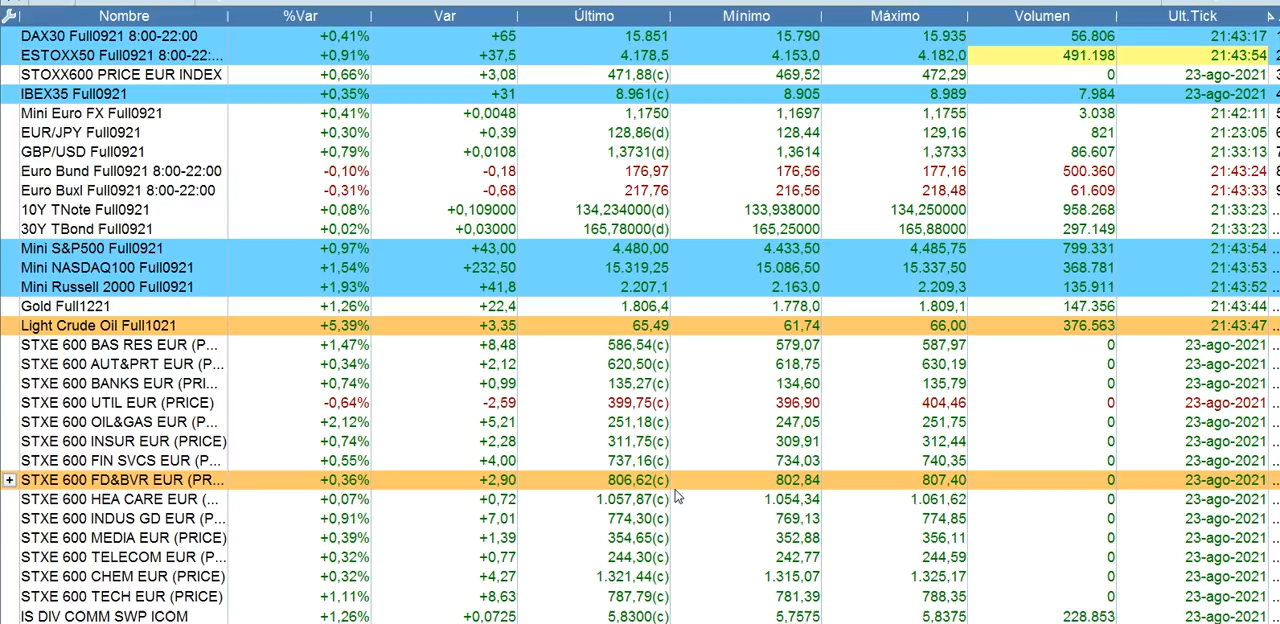 Nombre %Var Var Último Mínimo Máximo Volumen Ult.Tick
DAX30 Full0921 8:00-22:00 +0,41% +65 15.851 15.790 15.935 56.806 21:43:17
ESTOXX50 Full0921 8:00-22:... +0,91% +37,5 4.178,5 4.153,0 4.182,0 491.198 21:43:54
STOXX600 PRICE EUR INDEX +0,66% +3,08 471,88(c) 469,52 472,29 0 23-ago-2021
IBEX35 Full0921 +0,35% +31 8.961(c) 8.905 8.989 7.984 23-ago-2021
Mini Euro FX Full0921 +0,41% +0,0048 1,1750 1,1697 1,1755 3.038 21:42:11
EUR/JPY Full0921 +0,30% +0,39 128,86(d) 128,44 129,16 821 21:23:05
GBP/USD Full0921 +0,79% +0,0108 1,3731(d) 1,3614 1,3733 86.607 21:33:13
Euro Bund Full0921 8:00-22:00 -0,10% -0,18 176,97 176,56 177,16 500.360 21:43:24
Euro Buxl Full0921 8:00-22:00 -0,31% -0,68 217,76 216,56 218,48 61.609 21:43:33
10Y TNote Full0921 +0,08% +0,109000 134,234000(d) 133,938000 134,250000 958.268 21:33:23
30Y TBond Full0921 +0,02% +0,03000 165,78000(d) 165,25000 165,88000 297.149 21:33:23
Mini S&P500 Full0921 +0,97% +43,00 4.480,00 4.433,50 4.485,75 799.331 21:43:54
Mini NASDAQ100 Full0921 +1,54% +232,50 15.319,25 15.086,50 15.337,50 368.781 21:43:53
Mini Russell 2000 Full0921 +1,93% +41,8 2.207,1 2.163,0 2.209,3 135.911 21:43:52
Gold Full1221 +1,26% +22,4 1.806,4 1.778,0 1.809,1 147.356 21:43:44
Light Crude Oil Full1021 +5,39% +3,35 65,49 61,74 66,00 376.563 21:43:47
STXE 600 BAS RES EUR (P... +1,47% +8,48 586,54(c) 579,07 587,97 0 23-ago-2021
STXE 600 AUT&PRT EUR (P... +0,34% +2,12 620,50(c) 618,75 630,19 0 23-ago-2021
STXE 600 BANKS EUR (PRI... +0,74% +0,99 135,27(c) 134,60 135,79 0 23-ago-2021
STXE 600 UTIL EUR (PRICE) -0,64% -2,59 399,75(c) 396,90 404,46 0 23-ago-2021
STXE 600 OIL&GAS EUR (P... +2,12% +5,21 251,18(c) 247,05 251,75 0 23-ago-2021
STXE 600 INSUR EUR (PRICE) +0,74% +2,28 311,75(c) 309,91 312,44 0 23-ago-2021
STXE 600 FIN SVCS EUR (P... +0,55% +4,00 737,16(c) 734,03 740,35 0 23-ago-2021
STXE 600 FD&BVR EUR (PR... +0,36% +2,90 806,62(c) 802,84 807,40 0 23-ago-2021
STXE 600 HEA CARE EUR (... +0,07% +0,72 1.057,87(c) 1.054,34 1.061,62 0 23-ago-2021
STXE 600 INDUS GD EUR (P... +0,91% +7,01 774,30(c) 769,13 774,85 0 23-ago-2021
STXE 600 MEDIA EUR (PRICE) +0,39% +1,39 354,65(c) 352,88 356,11 0 23-ago-2021
STXE 600 TELECOM EUR (P... +0,32% +0,77 244,30(c) 242,77 244,59 0 23-ago-2021
STXE 600 CHEM EUR (PRICE) +0,32% +4,27 1.321,44(c) 1.315,07 1.325,17 0 23-ago-2021
STXE 600 TECH EUR (PRICE) +1,11% +8,63 787,79(c) 781,39 788,35 0 23-ago-2021
IS DIV COMM SWP ICOM +1,26% +0,0725 5,8300(c) 5,7575 5,8375 228.853 23-ago-2021